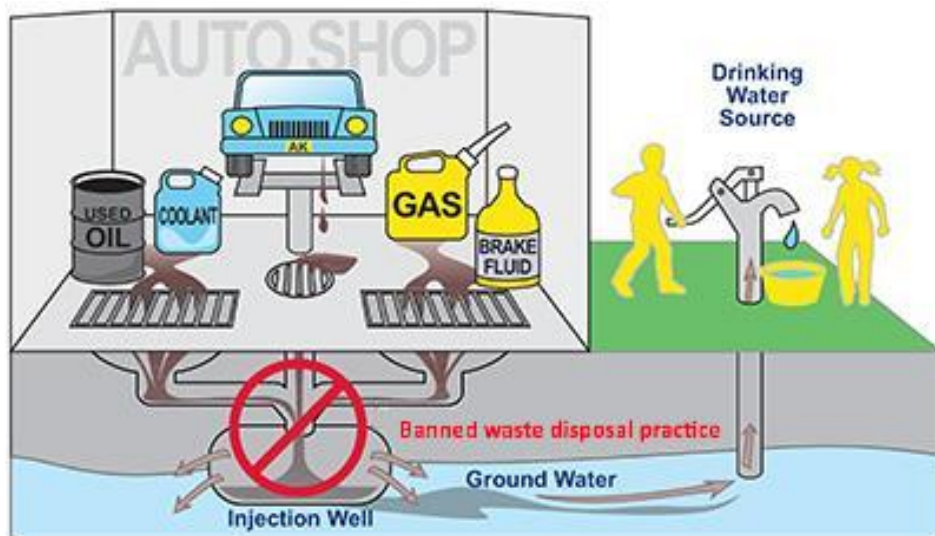 AUTO SHOP
AK
USED
OIL
COOLANT
GAS
BRAKE
FLUID
Drinking
Water
Source
Banned waste disposal practice
Ground Water
Injection Well